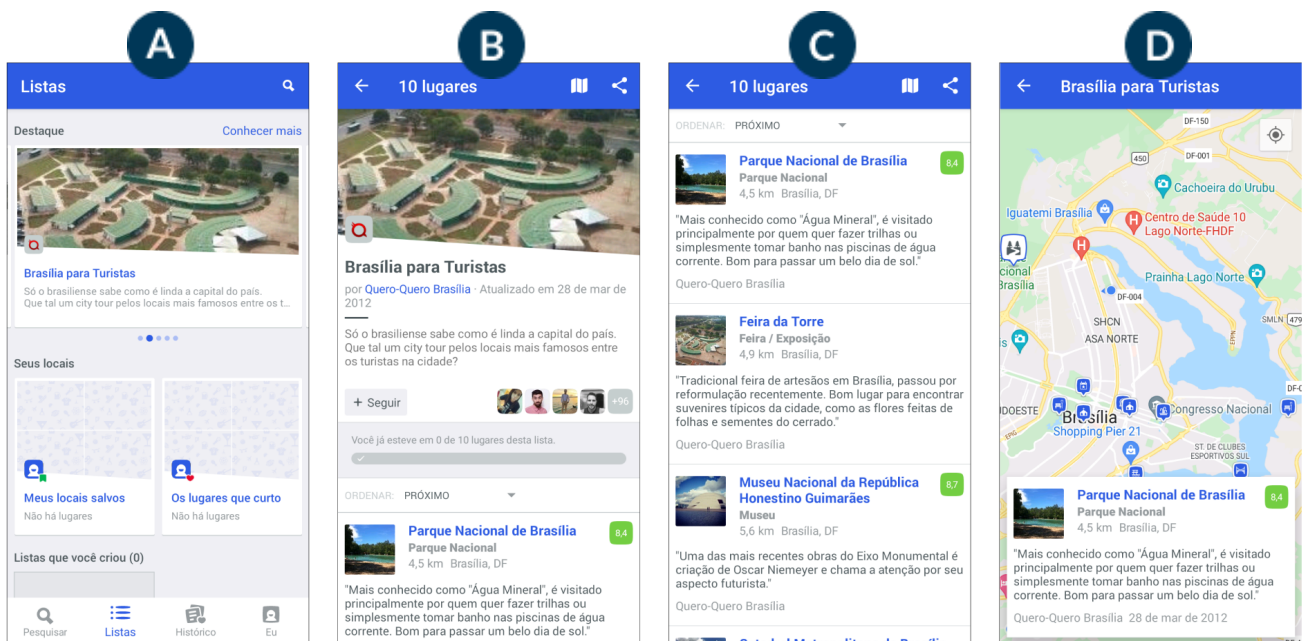 A
Listas
Destaque
Conhecer mais
Brasília para Turistas
Só o brasiliense sabe como é linda a capital do país.
Que tal um city tour pelos locais mais famosos entre os t...
Seus locais
Meus locais salvos
Não há lugares
Os lugares que curto
Não há lugares
Listas que você criou (0)
Pesquisar
Listas
Histórico
Eu
B
10 lugares
Brasília para Turistas
por Quero-Quero Brasília · Atualizado em 28 de mar de
2012
Só o brasiliense sabe como é linda a capital do país.
Que tal um city tour pelos locais mais famosos entre
os turistas na cidade?
+ Seguir
+96
Você já esteve em 0 de 10 lugares desta lista.
ORDENAR: PRÓXIMO
Parque Nacional de Brasília
8,4
Parque Nacional
4,5 km Brasília, DF
"Mais conhecido como "Água Mineral", é visitado
principalmente por quem quer fazer trilhas ou
simplesmente tomar banho nas piscinas de água
corrente. Bom para passar um belo dia de sol."
C
10 lugares
ORDENAR: PRÓXIMO
Parque Nacional de Brasília
8,4
Parque Nacional
4,5 km Brasília, DF
"Mais conhecido como "Água Mineral", é visitado
principalmente por quem quer fazer trilhas ou
simplesmente tomar banho nas piscinas de água
corrente. Bom para passar um belo dia de sol."
Quero-Quero Brasília
Feira da Torre
Feira / Exposição
4,9 km Brasília, DF
"Tradicional feira de artesãos em Brasília, passou por
reformulação recentemente. Bom lugar para encontrar
suvenires típicos da cidade, como as flores feitas de
folhas e sementes do cerrado."
Quero-Quero Brasília
Museu Nacional da República
Honestino Guimarães
8,7
Museu
5,6 km Brasília, DF
"Uma das mais recentes obras do Eixo Monumental é
criação de Oscar Niemeyer e chama a atenção por seu
aspecto futurista."
Quero-Quero Brasília
D
Brasília para Turistas
DF-150
450
DF-001
Cachoeira do Urubu
Iguatemi Brasília
H
Centro de Saúde 10
Lago Norte-FHDF
H
cional
Brasília
Prainha Lago Norte
DF-004
SHCN
ASA NORTE
SMLN
479
EPIG
DF-0
IDOESTE
Brasília
Congresso Nacional
Shopping Pier 21
ST. DE CLUBES
ESPORTIVOS SUL
Parque Nacional de Brasília
8,4
Parque Nacional
4,5 km Brasília, DF
"Mais conhecido como "Água Mineral", é visitado
principalmente por quem quer fazer trilhas ou
simplesmente tomar banho nas piscinas de água
corrente. Bom para passar um belo dia de sol."
Quero-Quero Brasília 28 de mar de 2012